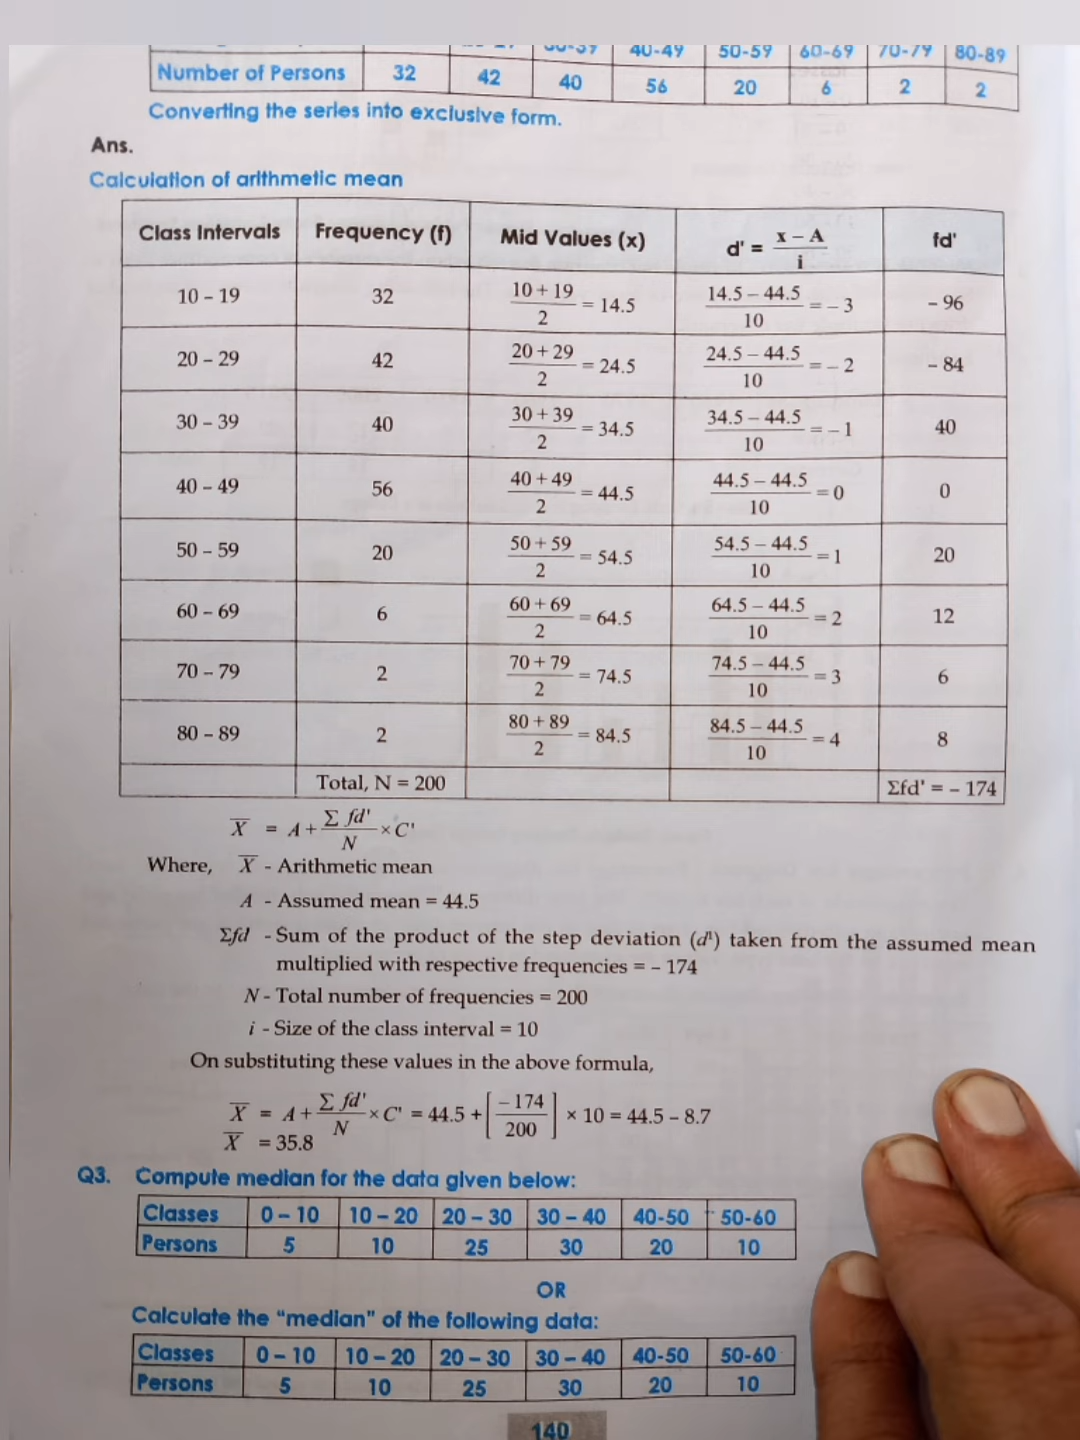 40-49 50-59 60-69 70-79 80-89
Number of Persons 32 42 40 56 20 6 2 2
Converting the series into exclusive form.
Ans.
Calculation of arithmetic mean
Class Intervals Frequency (f) Mid Values (x) d' = x – A / i fd'
10 – 19 32 10 + 19 / 2 = 14.5 14.5 – 44.5 / 10 = – 3 – 96
20 – 29 42 20 + 29 / 2 = 24.5 24.5 – 44.5 / 10 = – 2 – 84
30 – 39 40 30 + 39 / 2 = 34.5 34.5 – 44.5 / 10 = – 1 40
40 – 49 56 40 + 49 / 2 = 44.5 44.5 – 44.5 / 10 = 0 0
50 – 59 20 50 + 59 / 2 = 54.5 54.5 – 44.5 / 10 = 1 20
60 – 69 6 60 + 69 / 2 = 64.5 64.5 – 44.5 / 10 = 2 12
70 – 79 2 70 + 79 / 2 = 74.5 74.5 – 44.5 / 10 = 3 6
80 – 89 2 80 + 89 / 2 = 84.5 84.5 – 44.5 / 10 = 4 8
Total, N = 200 Σfd' = – 174
X̅ = A + Σ fd' / N × C'
Where, X̅ - Arithmetic mean
A - Assumed mean = 44.5
Σfd - Sum of the product of the step deviation (d¹) taken from the assumed mean
multiplied with respective frequencies = – 174
N - Total number of frequencies = 200
i - Size of the class interval = 10
On substituting these values in the above formula,
X̅ = A + Σ fd' / N × C' = 44.5 + [ – 174 / 200 ] × 10 = 44.5 – 8.7
X̅ = 35.8
Q3. Compute median for the data given below:
Classes 0 – 10 10 – 20 20 – 30 30 – 40 40-50 50-60
Persons 5 10 25 30 20 10
OR
Calculate the "median" of the following data:
Classes 0 – 10 10 – 20 20 – 30 30 – 40 40-50 50-60
Persons 5 10 25 30 20 10
140